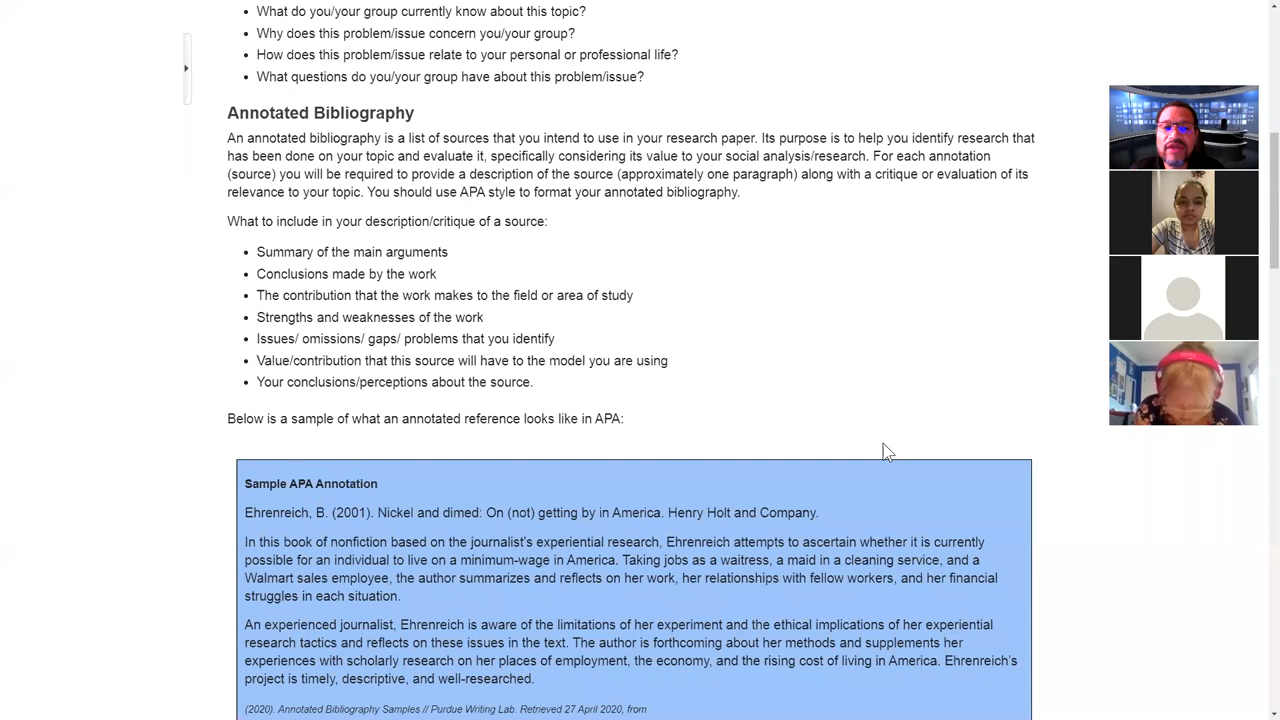 What do you/your group currently know about this topic?
Why does this problem/issue concern you/your group?
How does this problem/issue relate to your personal or professional life?
What questions do you/your group have about this problem/issue?
Annotated Bibliography
An annotated bibliography is a list of sources that you intend to use in your research paper. Its purpose is to help you identify research that
has been done on your topic and evaluate it, specifically considering its value to your social analysis/research. For each annotation
(source) you will be required to provide a description of the source (approximately one paragraph) along with a critique or evaluation of its
relevance to your topic. You should use APA style to format your annotated bibliography.
What to include in your description/critique of a source:
Summary of the main arguments
Conclusions made by the work
The contribution that the work makes to the field or area of study
Strengths and weaknesses of the work
Issues/ omissions/ gaps/ problems that you identify
Value/contribution that this source will have to the model you are using
Your conclusions/perceptions about the source.
Below is a sample of what an annotated reference looks like in APA:
Sample APA Annotation
Ehrenreich, B. (2001). Nickel and dimed: On (not) getting by in America. Henry Holt and Company.
In this book of nonfiction based on the journalist's experiential research, Ehrenreich attempts to ascertain whether it is currently
possible for an individual to live on a minimum-wage in America. Taking jobs as a waitress, a maid in a cleaning service, and a
Walmart sales employee, the author summarizes and reflects on her work, her relationships with fellow workers, and her financial
struggles in each situation.
An experienced journalist, Ehrenreich is aware of the limitations of her experiment and the ethical implications of her experiential
research tactics and reflects on these issues in the text. The author is forthcoming about her methods and supplements her
experiences with scholarly research on her places of employment, the economy, and the rising cost of living in America. Ehrenreich's
project is timely, descriptive, and well-researched.
(2020). Annotated Bibliography Samples // Purdue Writing Lab. Retrieved 27 April 2020, from